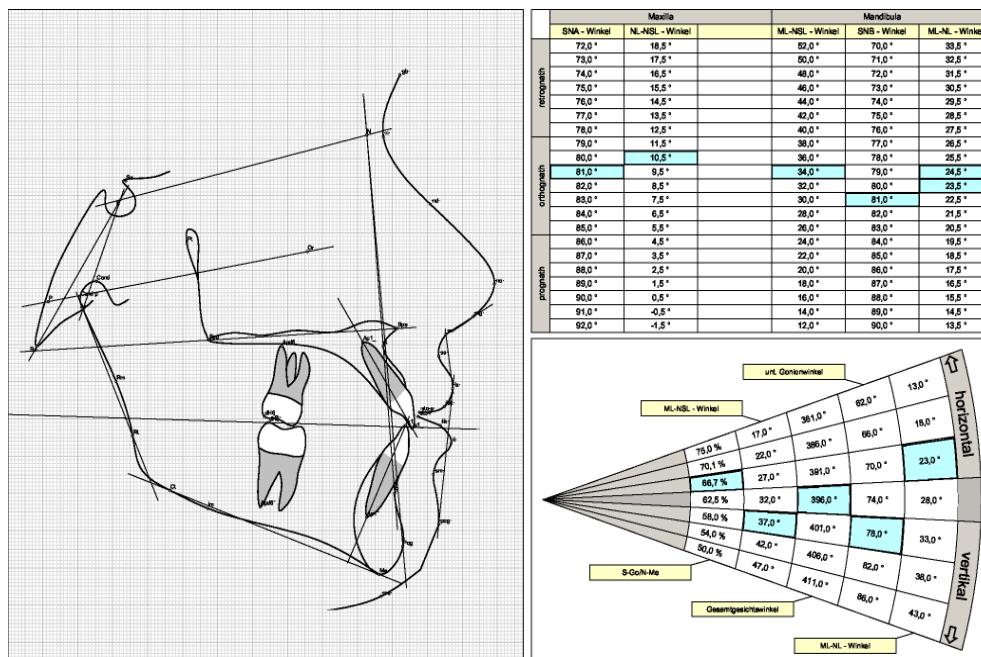 Maxilla Mandibula
SNA - Winkel NL-NSL - Winkel ML-NSL - Winkel SNB - Winkel ML-NL - Winkel
retrognath
72,0 ° 18,5 ° 52,0 ° 70,0 ° 33,5 °
73,0 ° 17,5 ° 50,0 ° 71,0 ° 32,5 °
74,0 ° 16,5 ° 48,0 ° 72,0 ° 31,5 °
75,0 ° 15,5 ° 46,0 ° 73,0 ° 30,5 °
76,0 ° 14,5 ° 44,0 ° 74,0 ° 29,5 °
77,0 ° 13,5 ° 42,0 ° 75,0 ° 28,5 °
78,0 ° 12,5 ° 40,0 ° 76,0 ° 27,5 °
orthognath
79,0 ° 11,5 ° 38,0 ° 77,0 ° 26,5 °
80,0 ° 10,5 ° 36,0 ° 78,0 ° 25,5 °
81,0 ° 9,5 ° 34,0 ° 79,0 ° 24,5 °
82,0 ° 8,5 ° 32,0 ° 80,0 ° 23,5 °
83,0 ° 7,5 ° 30,0 ° 81,0 ° 22,5 °
84,0 ° 6,5 ° 28,0 ° 82,0 ° 21,5 °
85,0 ° 5,5 ° 26,0 ° 83,0 ° 20,5 °
prognath
86,0 ° 4,5 ° 24,0 ° 84,0 ° 19,5 °
87,0 ° 3,5 ° 22,0 ° 85,0 ° 18,5 °
88,0 ° 2,5 ° 20,0 ° 86,0 ° 17,5 °
89,0 ° 1,5 ° 18,0 ° 87,0 ° 16,5 °
90,0 ° 0,5 ° 16,0 ° 88,0 ° 15,5 °
91,0 ° -0,5 ° 14,0 ° 89,0 ° 14,5 °
92,0 ° -1,5 ° 12,0 ° 90,0 ° 13,5 °
unt. Gonionwinkel
ML-NSL - Winkel
horizontal
75,0 % 17,0 ° 381,0 ° 62,0 ° 13,0 °
70,1 % 22,0 ° 386,0 ° 66,0 ° 18,0 °
66,7 % 27,0 ° 391,0 ° 70,0 ° 23,0 °
62,5 % 32,0 ° 396,0 ° 74,0 ° 28,0 °
58,0 % 37,0 ° 401,0 ° 78,0 ° 33,0 °
54,0 % 42,0 ° 406,0 ° 82,0 ° 38,0 °
50,0 % 47,0 ° 411,0 ° 86,0 ° 43,0 °
vertikal
S-Go/N-Me
Gesamtgesichtswinkel
ML-NL - Winkel
N
Or
Cond
P
Rm
Me